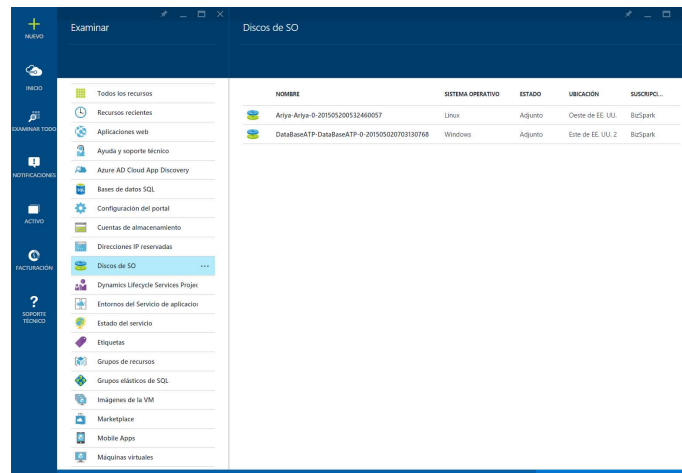 NUEVO
INICIO
EXAMINAR TODO
NOTIFICACIONES
ACTIVO
FACTURACIÓN
SOPORTE
TÉCNICO
Examinar
Todos los recursos
Recursos recientes
Aplicaciones web
Ayuda y soporte técnico
Azure AD Cloud App Discovery
Bases de datos SQL
Configuración del portal
Cuentas de almacenamiento
Direcciones IP reservadas
Discos de SO ...
Dynamics Lifecycle Services Projec
Entornos del Servicio de aplicacion
Estado del servicio
Etiquetas
Grupos de recursos
Grupos elásticos de SQL
Imágenes de la VM
Marketplace
Mobile Apps
Máquinas virtuales
Discos de SO
NOMBRE SISTEMA OPERATIVO ESTADO UBICACIÓN SUSCRIPCI...
Ariya-Ariya-0-201505200532460057 Linux Adjunto Oeste de EE. UU. BizSpark
DataBaseATP-DataBaseATP-0-201505020703130768 Windows Adjunto Este de EE. UU. 2 BizSpark